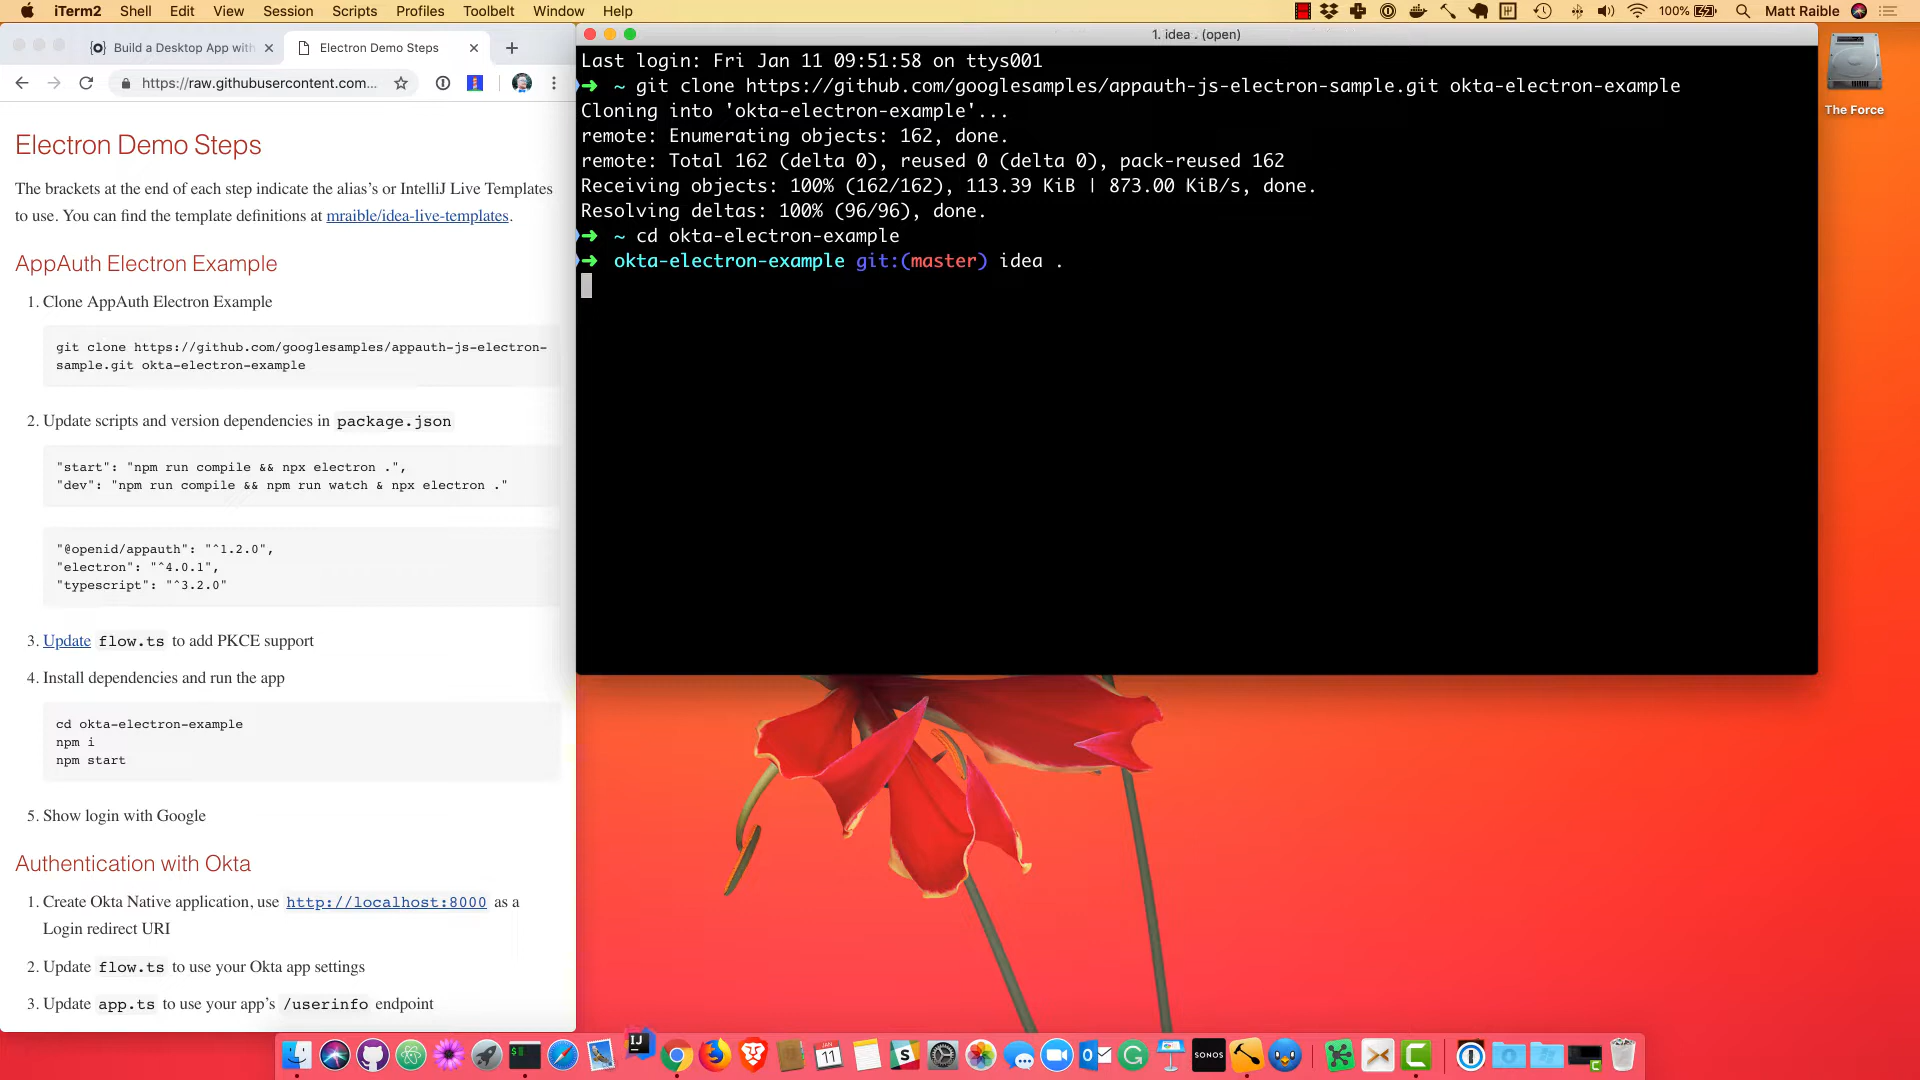 iTerm2 Shell Edit View Session Scripts Profiles Toolbelt Window Help
100% Matt Raible
Build a Desktop App with
Electron Demo Steps
https://raw.githubusercontent.com...
Electron Demo Steps
The brackets at the end of each step indicate the alias’s or IntelliJ Live Templates
to use. You can find the template definitions at mraible/idea-live-templates.
AppAuth Electron Example
1. Clone AppAuth Electron Example
git clone https://github.com/googlesamples/appauth-js-electron-
sample.git okta-electron-example
2. Update scripts and version dependencies in package.json
"start": "npm run compile && npx electron .",
"dev": "npm run compile && npm run watch & npx electron ."
"@openid/appauth": "^1.2.0",
"electron": "^4.0.1",
"typescript": "^3.2.0"
3. Update flow.ts to add PKCE support
4. Install dependencies and run the app
cd okta-electron-example
npm i
npm start
5. Show login with Google
Authentication with Okta
1. Create Okta Native application, use http://localhost:8000 as a
Login redirect URI
2. Update flow.ts to use your Okta app settings
3. Update app.ts to use your app’s /userinfo endpoint
1. idea . (open)
Last login: Fri Jan 11 09:51:58 on ttys001
➜ ~ git clone https://github.com/googlesamples/appauth-js-electron-sample.git okta-electron-example
Cloning into 'okta-electron-example'...
remote: Enumerating objects: 162, done.
remote: Total 162 (delta 0), reused 0 (delta 0), pack-reused 162
Receiving objects: 100% (162/162), 113.39 KiB | 873.00 KiB/s, done.
Resolving deltas: 100% (96/96), done.
➜ ~ cd okta-electron-example
➜ okta-electron-example git:(master) idea .
The Force
IJ
JAN
11
SONOS